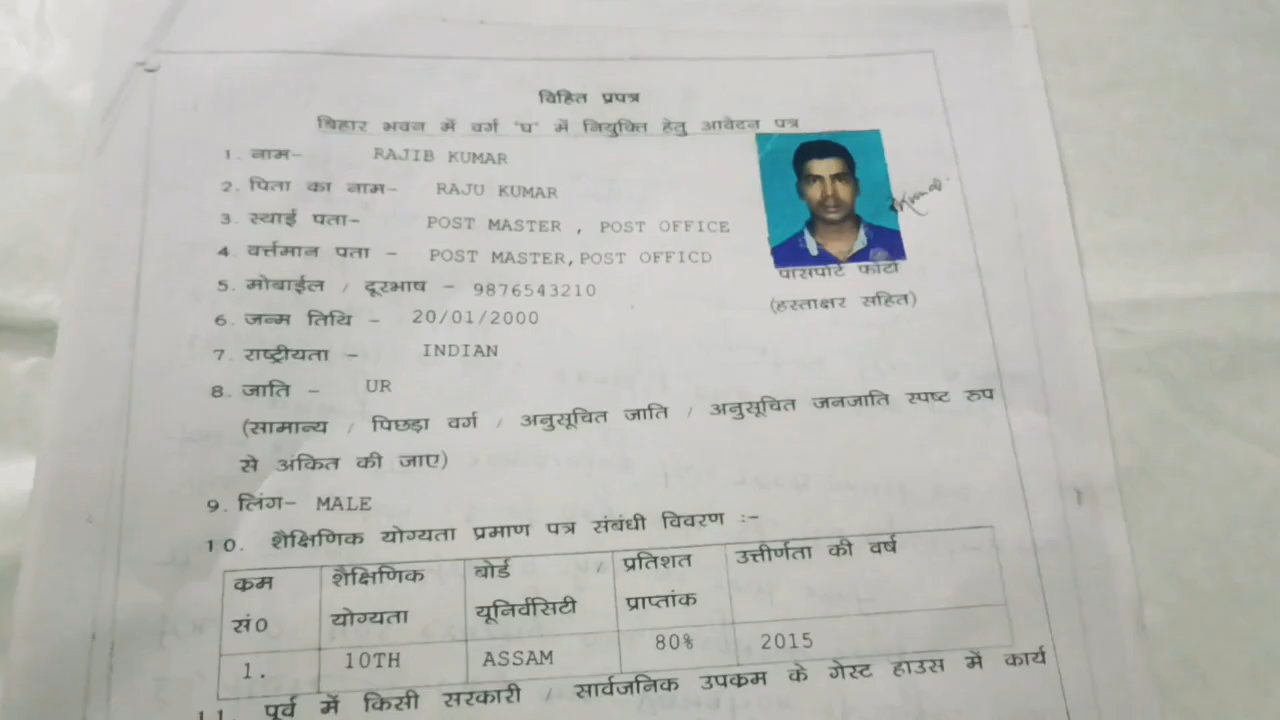 विहित प्रपत्र
बिहार भवन में वर्ग 'घ' में नियुक्ति हेतु आवेदन पत्र
1. नाम- RAJIB KUMAR
2. पिता का नाम- RAJU KUMAR
3. स्थाई पता- POST MASTER , POST OFFICE
4. वर्त्तमान पता - POST MASTER,POST OFFICD
5. मोबाईल / दूरभाष - 9876543210
6. जन्म तिथि - 20/01/2000
7. राष्ट्रीयता - INDIAN
8. जाति - UR
(सामान्य / पिछड़ा वर्ग / अनुसूचित जाति / अनुसूचित जनजाति स्पष्ट रुप
से अंकित की जाए)
9. लिंग- MALE
10. शैक्षिणिक योग्यता प्रमाण पत्र संबंधी विवरण :-
पासपोर्ट फोटो
(हस्ताक्षर सहित)
कम सं0 शैक्षिणिक योग्यता बोर्ड / यूनिर्वसिटी प्रतिशत प्राप्तांक उत्तीर्णता की वर्ष
1. 10TH ASSAM 80% 2015
11. पूर्व में किसी सरकारी / सार्वजनिक उपकम के गेस्ट हाउस में कार्य